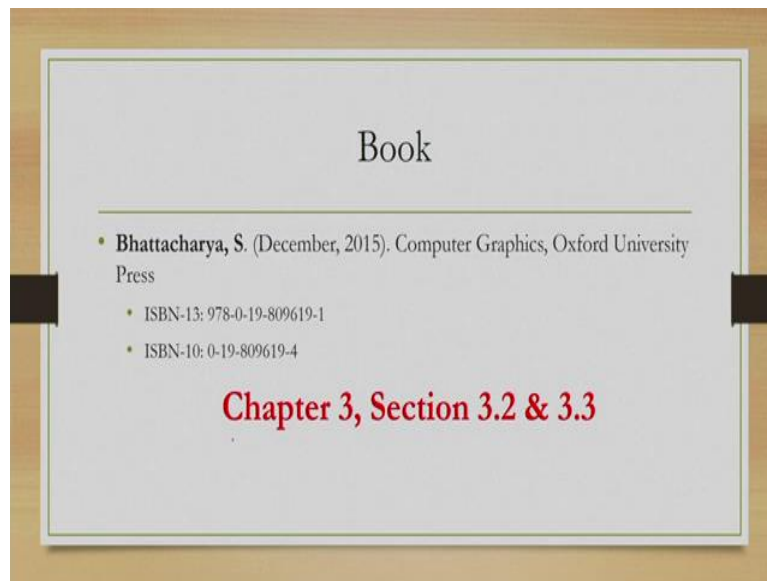 Book
• Bhattacharya, S. (December, 2015). Computer Graphics, Oxford University
Press
• ISBN-13: 978-0-19-809619-1
• ISBN-10: 0-19-809619-4
Chapter 3, Section 3.2 & 3.3